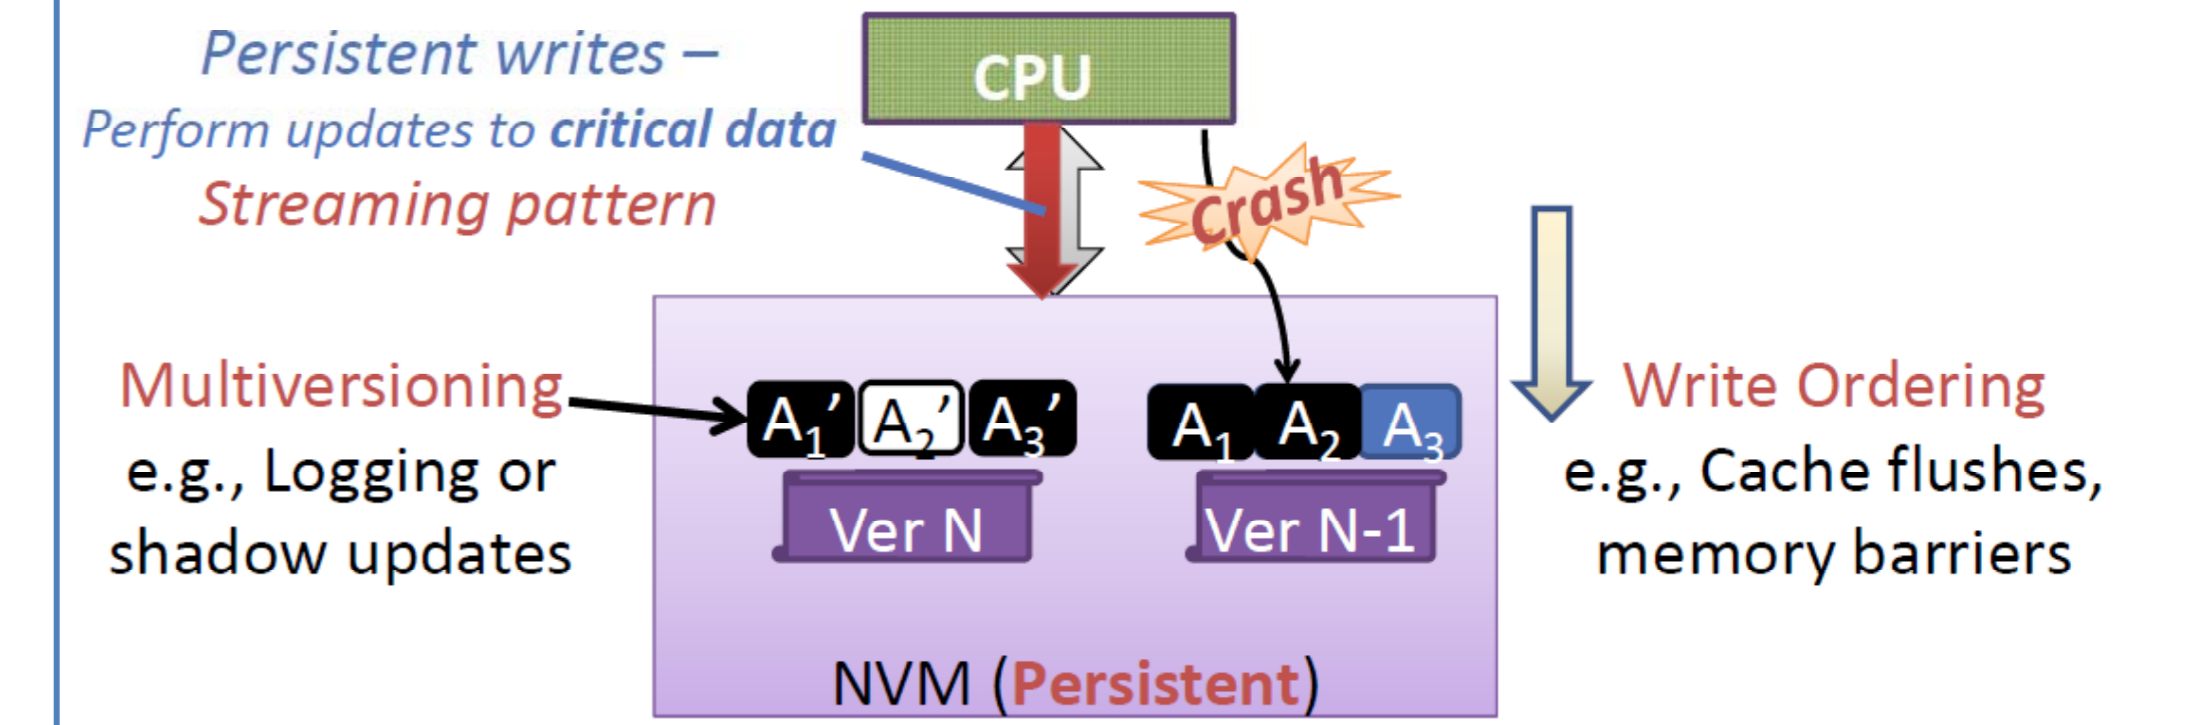 Persistent writes –
Perform updates to critical data
Streaming pattern
CPU
Crash
Multiversioning
e.g., Logging or
shadow updates
A1’ A2’ A3’
Ver N
A1 A2 A3
Ver N-1
NVM (Persistent)
Write Ordering
e.g., Cache flushes,
memory barriers